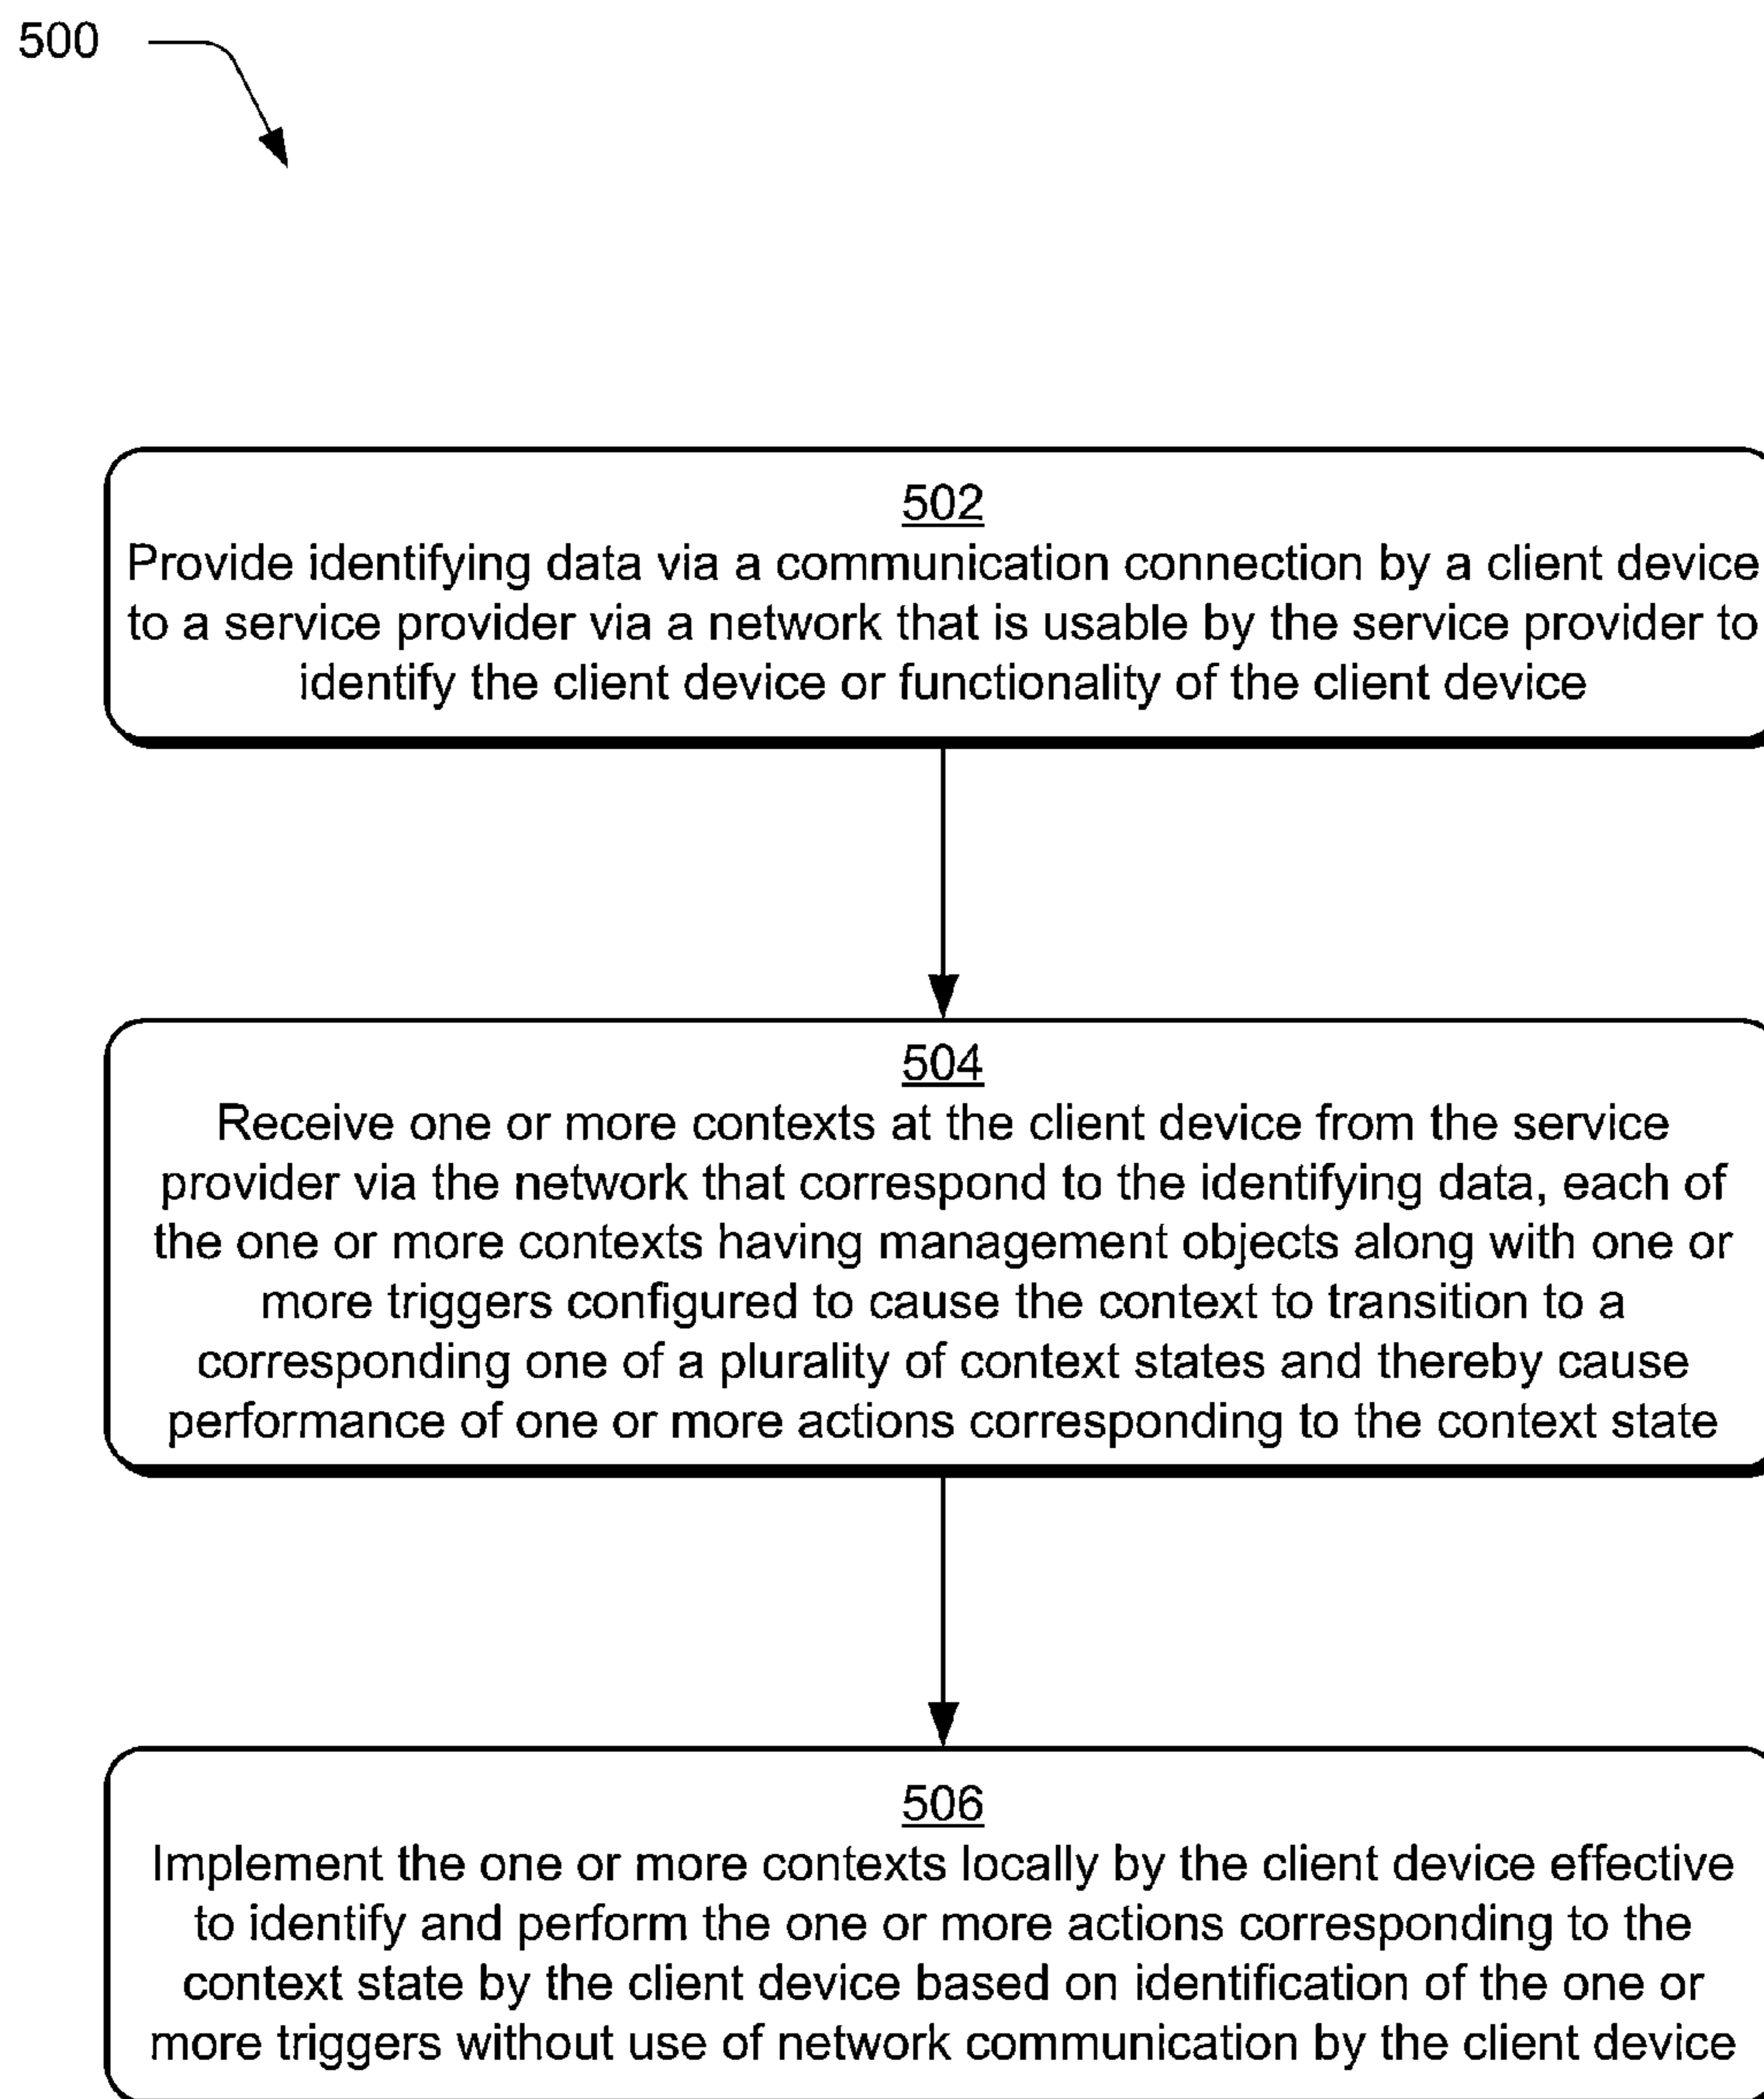 500
502
Provide identifying data via a communication connection by a client device
to a service provider via a network that is usable by the service provider to
identify the client device or functionality of the client device
504
Receive one or more contexts at the client device from the service
provider via the network that correspond to the identifying data, each of
the one or more contexts having management objects along with one or
more triggers configured to cause the context to transition to a
corresponding one of a plurality of context states and thereby cause
performance of one or more actions corresponding to the context state
506
Implement the one or more contexts locally by the client device effective
to identify and perform the one or more actions corresponding to the
context state by the client device based on identification of the one or
more triggers without use of network communication by the client device